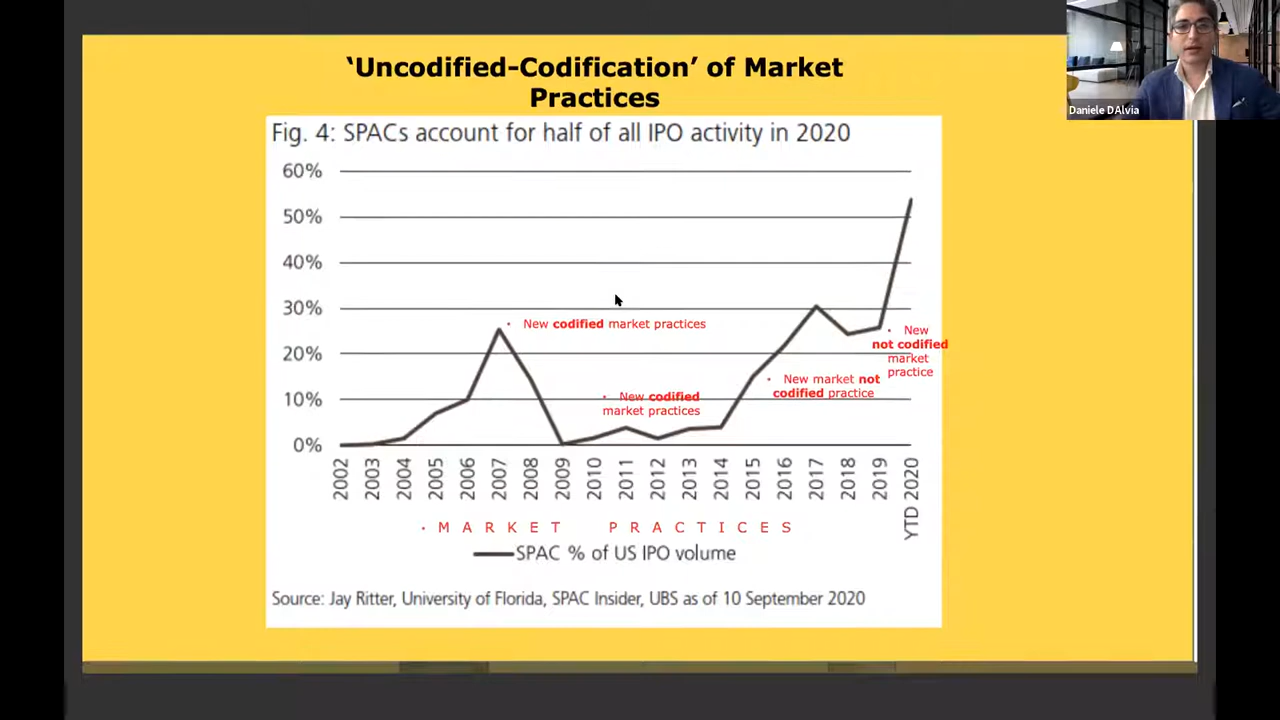 ‘Uncodified-Codification’ of Market
Practices
Daniele DAlvia
Fig. 4: SPACs account for half of all IPO activity in 2020
60%
50%
40%
30%
20%
10%
0%
• New codified market practices
• New codified
market practices
• New market not
codified practice
• New
not codified
market
practice
2002
2003
2004
2005
2006
2007
2008
2009
2010
2011
2012
2013
2014
2015
2016
2017
2018
2019
YTD 2020
• MARKET PRACTICES
SPAC % of US IPO volume
Source: Jay Ritter, University of Florida, SPAC Insider, UBS as of 10 September 2020